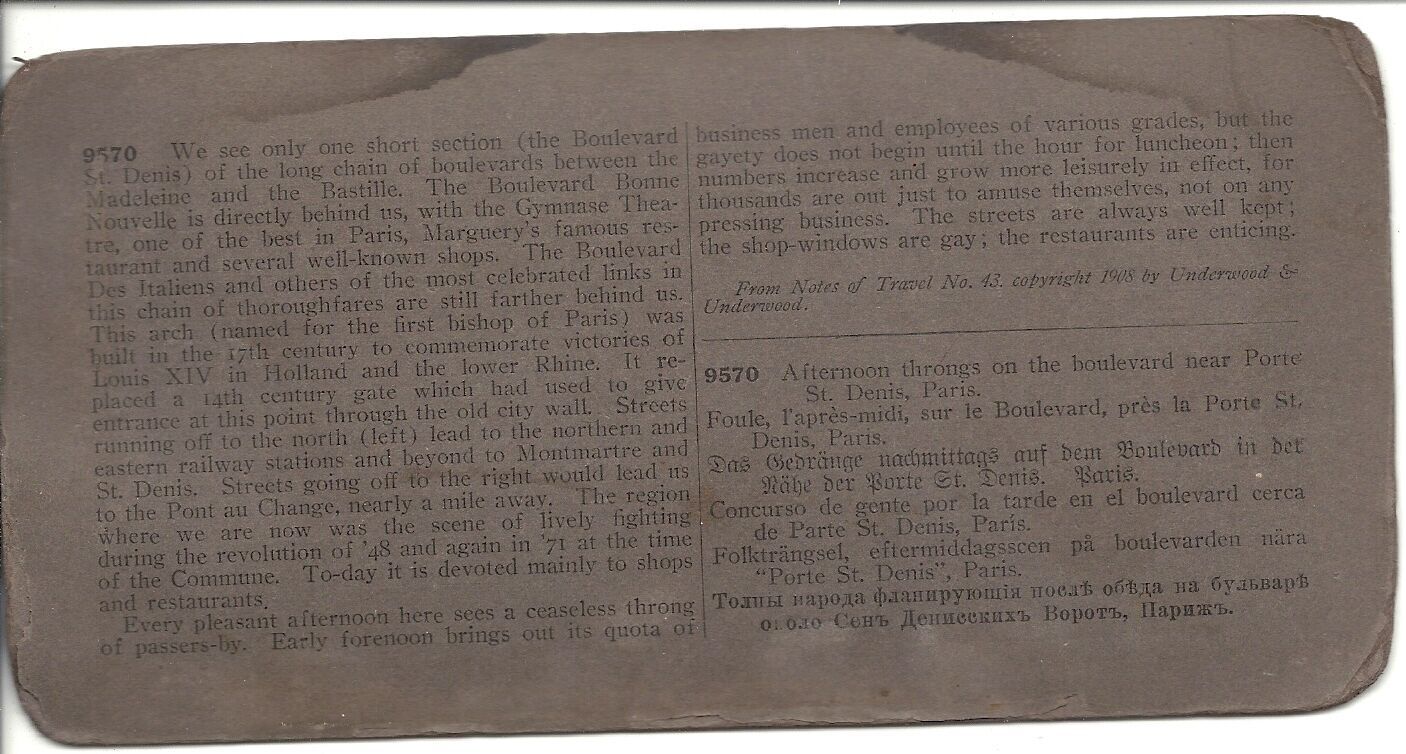 9570 We see only one short section (the Boulevard
St. Denis) of the long chain of boulevards between the
Madeleine and the Bastille. The Boulevard Bonne
Nouvelle is directly behind us, with the Gymnase Thea-
tre, one of the best in Paris, Marguery's famous res-
taurant and several well-known shops. The Boulevard
Des Italiens and others of the most celebrated links in
this chain of thoroughfares are still farther behind us.
This arch (named for the first bishop of Paris) was
built in the 17th century to commemorate victories of
Louis XIV in Holland and the lower Rhine. It re-
placed a 14th century gate which had used to give
entrance at this point through the old city wall. Streets
running off to the north (left) lead to the northern and
eastern railway stations and beyond to Montmartre and
St. Denis. Streets going off to the right would lead us
to the Pont au Change, nearly a mile away. The region
where we are now was the scene of lively fighting
during the revolution of '48 and again in '71 at the time
of the Commune. To-day it is devoted mainly to shops
and restaurants.
Every pleasant afternoon here sees a ceaseless throng
of passers-by. Early forenoon brings out its quota of
business men and employees of various grades, but the
gayety does not begin until the hour for luncheon; then
numbers increase and grow more leisurely in effect, for
thousands are out just to amuse themselves, not on any
pressing business. The streets are always well kept;
the shop-windows are gay; the restaurants are enticing.
From Notes of Travel No. 43, copyright 1908 by Underwood &
Underwood.
9570 Afternoon throngs on the boulevard near Porte
St. Denis, Paris.
Foule, l'après-midi, sur le Boulevard, près la Porte St.
Denis, Paris.
Das Gedränge nachmittags auf dem Boulevard in der
Nähe der Porte St. Denis. Paris.
Concurso de gente por la tarde en el boulevard cerca
de Parte St. Denis, Paris.
Folkträngsel, eftermiddagsscen på boulevarden nära
"Porte St. Denis", Paris.
Толпы народа фланирующія послѣ обѣда на бульварѣ
около Сенъ Дениесkихъ Воротъ, Парижъ.